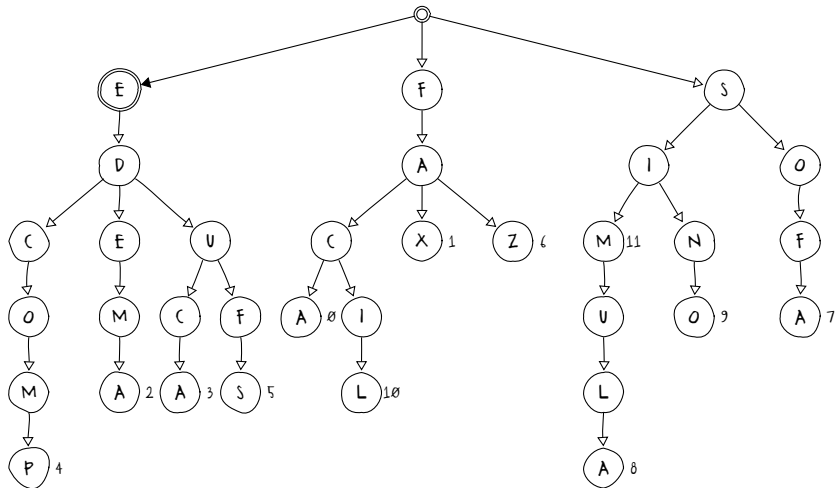 E F S
D A I O
C E U C X 1 Z 6 M 11 N F
O M C F A 0 I U O 9 A 7
M A 2 A 3 S 5 L 10 L
P 4 A 8